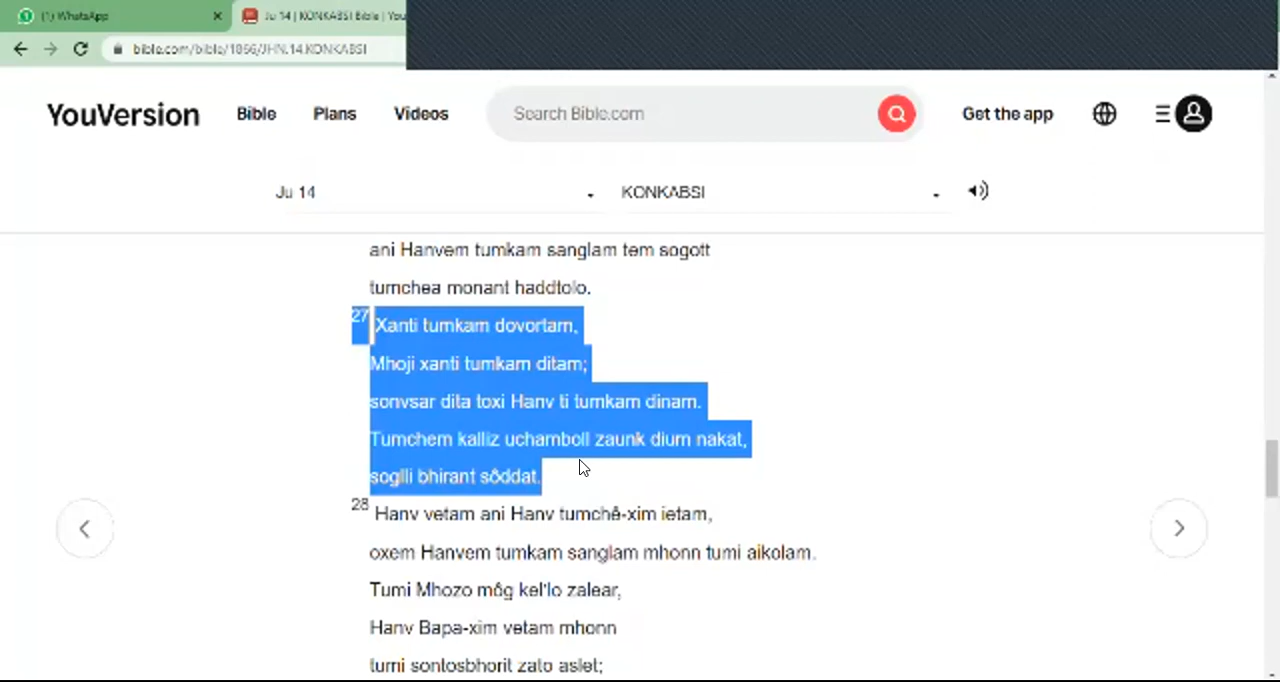 (1) WhatsApp
Ju 14 | KONKABSI Bible | You
bible.com/bible/1866/JHN.14.KONKABSI
YouVersion Bible Plans Videos Search Bible.com Get the app
Ju 14 KONKABSI
ani Hanvem tumkam sanglam tem sogott
tumchea monant haddtolo.
27 Xanti tumkam dovortam,
Mhoji xanti tumkam ditam;
sonvsar dita toxi Hanv ti tumkam dinam.
Tumchem kalliz uchamboll zaunk dium nakat,
soglli bhirant sôddat.
28 Hanv vetam ani Hanv tumchê-xim ietam,
oxem Hanvem tumkam sanglam mhonn tumi aikolam.
Tumi Mhozo môg kel'lo zalear,
Hanv Bapa-xim vetam mhonn
tumi sontosbhorit zato aslet;